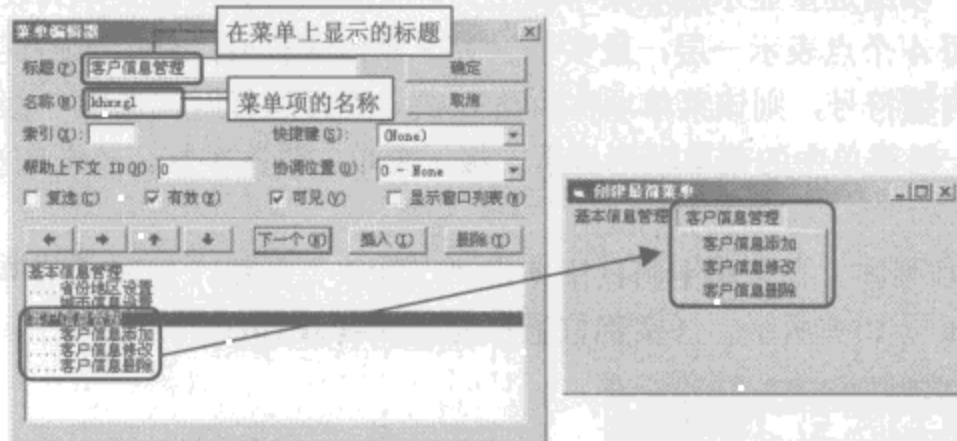 菜单编辑器
在菜单上显示的标题
标题(P): 客户信息管理
确定
名称(M): khxxgl
菜单项的名称
取消
索引(X):
快捷键(S): (None)
帮助上下文 ID(H): 0
协调位置(O): 0 - None
复选(C) 有效(E) 可见(V) 显示窗口列表(W)
下一个(N) 插入(I) 删除(T)
基本信息管理
....省份地区设置
....城市信息设置
....客户信息添加
....客户信息修改
....客户信息删除
创建最简菜单
基本信息管理 客户信息管理
客户信息添加
客户信息修改
客户信息删除